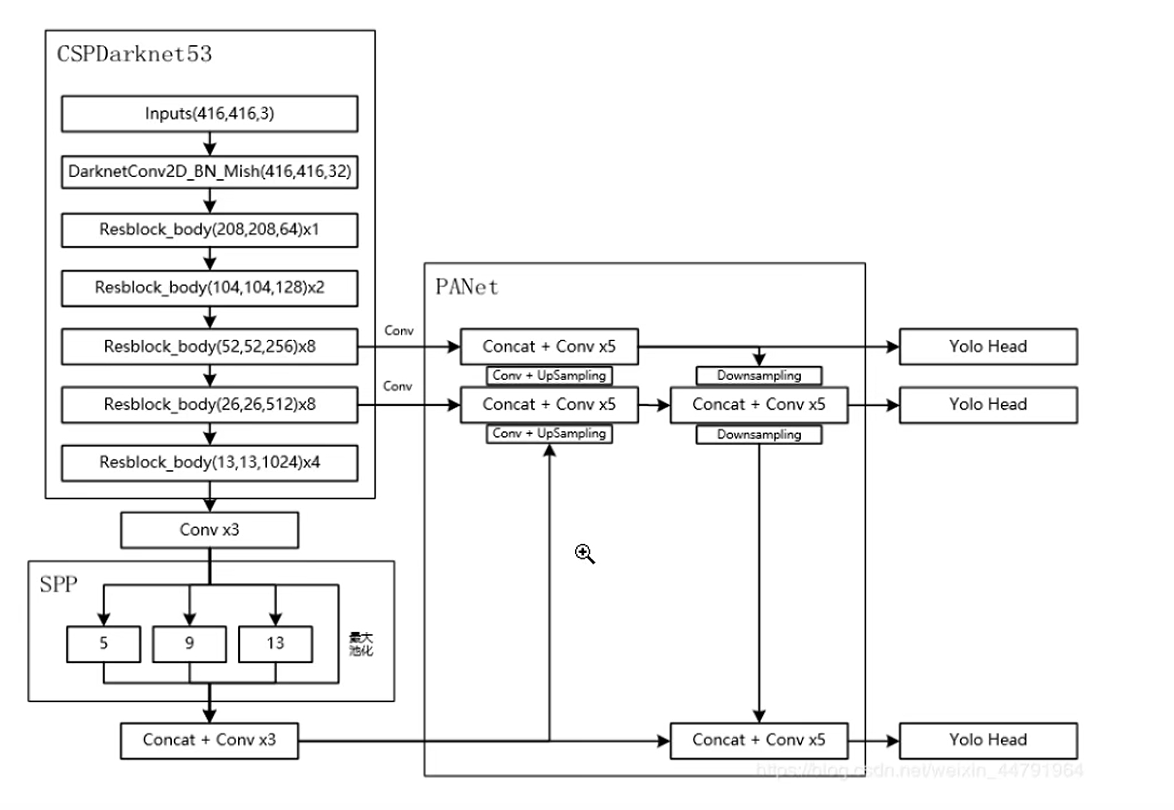 CSPDarknet53
Inputs(416,416,3)
DarknetConv2D_BN_Mish(416,416,32)
Resblock_body(208,208,64)x1
Resblock_body(104,104,128)x2
Resblock_body(52,52,256)x8
Resblock_body(26,26,512)x8
Resblock_body(13,13,1024)x4
Conv x3
SPP
5
9
13
最大
池化
Concat + Conv x3
Conv
Conv
PANet
Concat + Conv x5
Conv + UpSampling
Concat + Conv x5
Conv + UpSampling
Downsampling
Concat + Conv x5
Downsampling
Concat + Conv x5
Yolo Head
Yolo Head
Yolo Head
https://blog.csdn.net/weixin_44791964